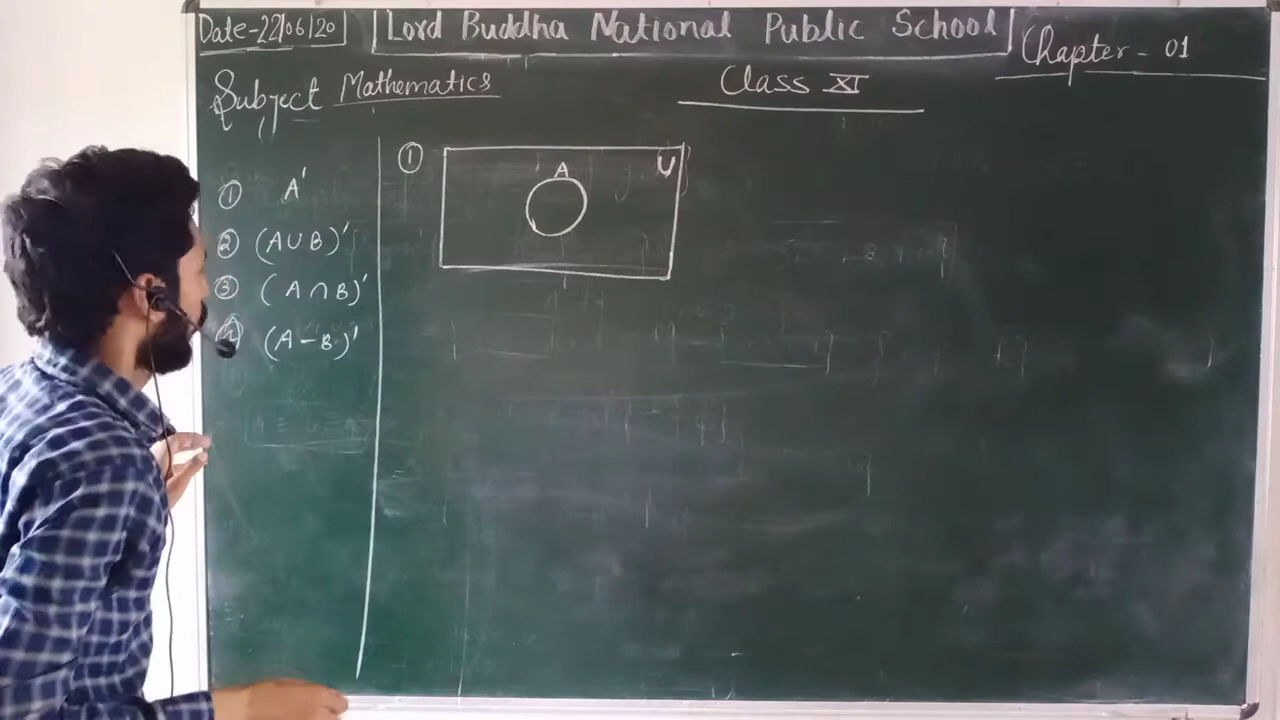 Date-22/06/20
Lord Buddha National Public School
Chapter - 01
Subject Mathematics
Class XI
① A'
② (A∪B)'
③ (A∩B)'
④ (A-B)'
①
A
U